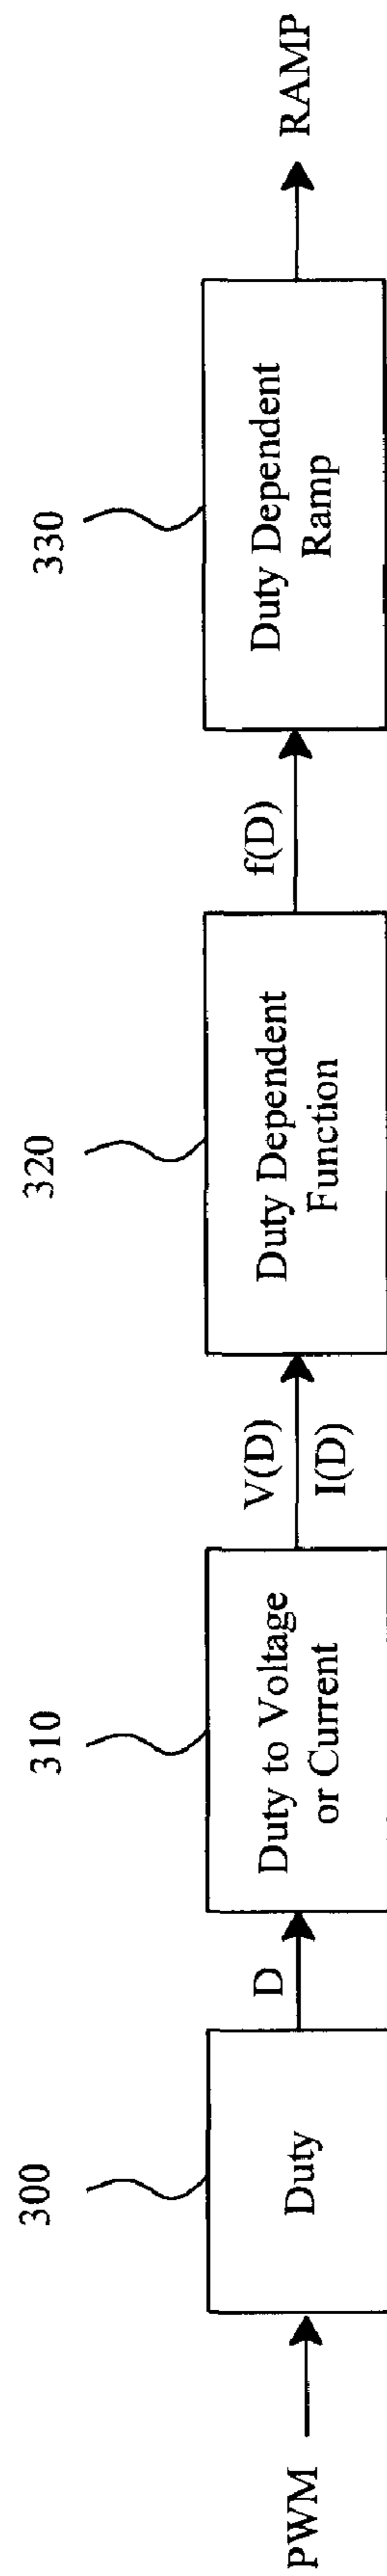 PWM
300
Duty
D
310
Duty to Voltage
or Current
V(D)
I(D)
320
Duty Dependent
Function
f(D)
330
Duty Dependent
Ramp
RAMP